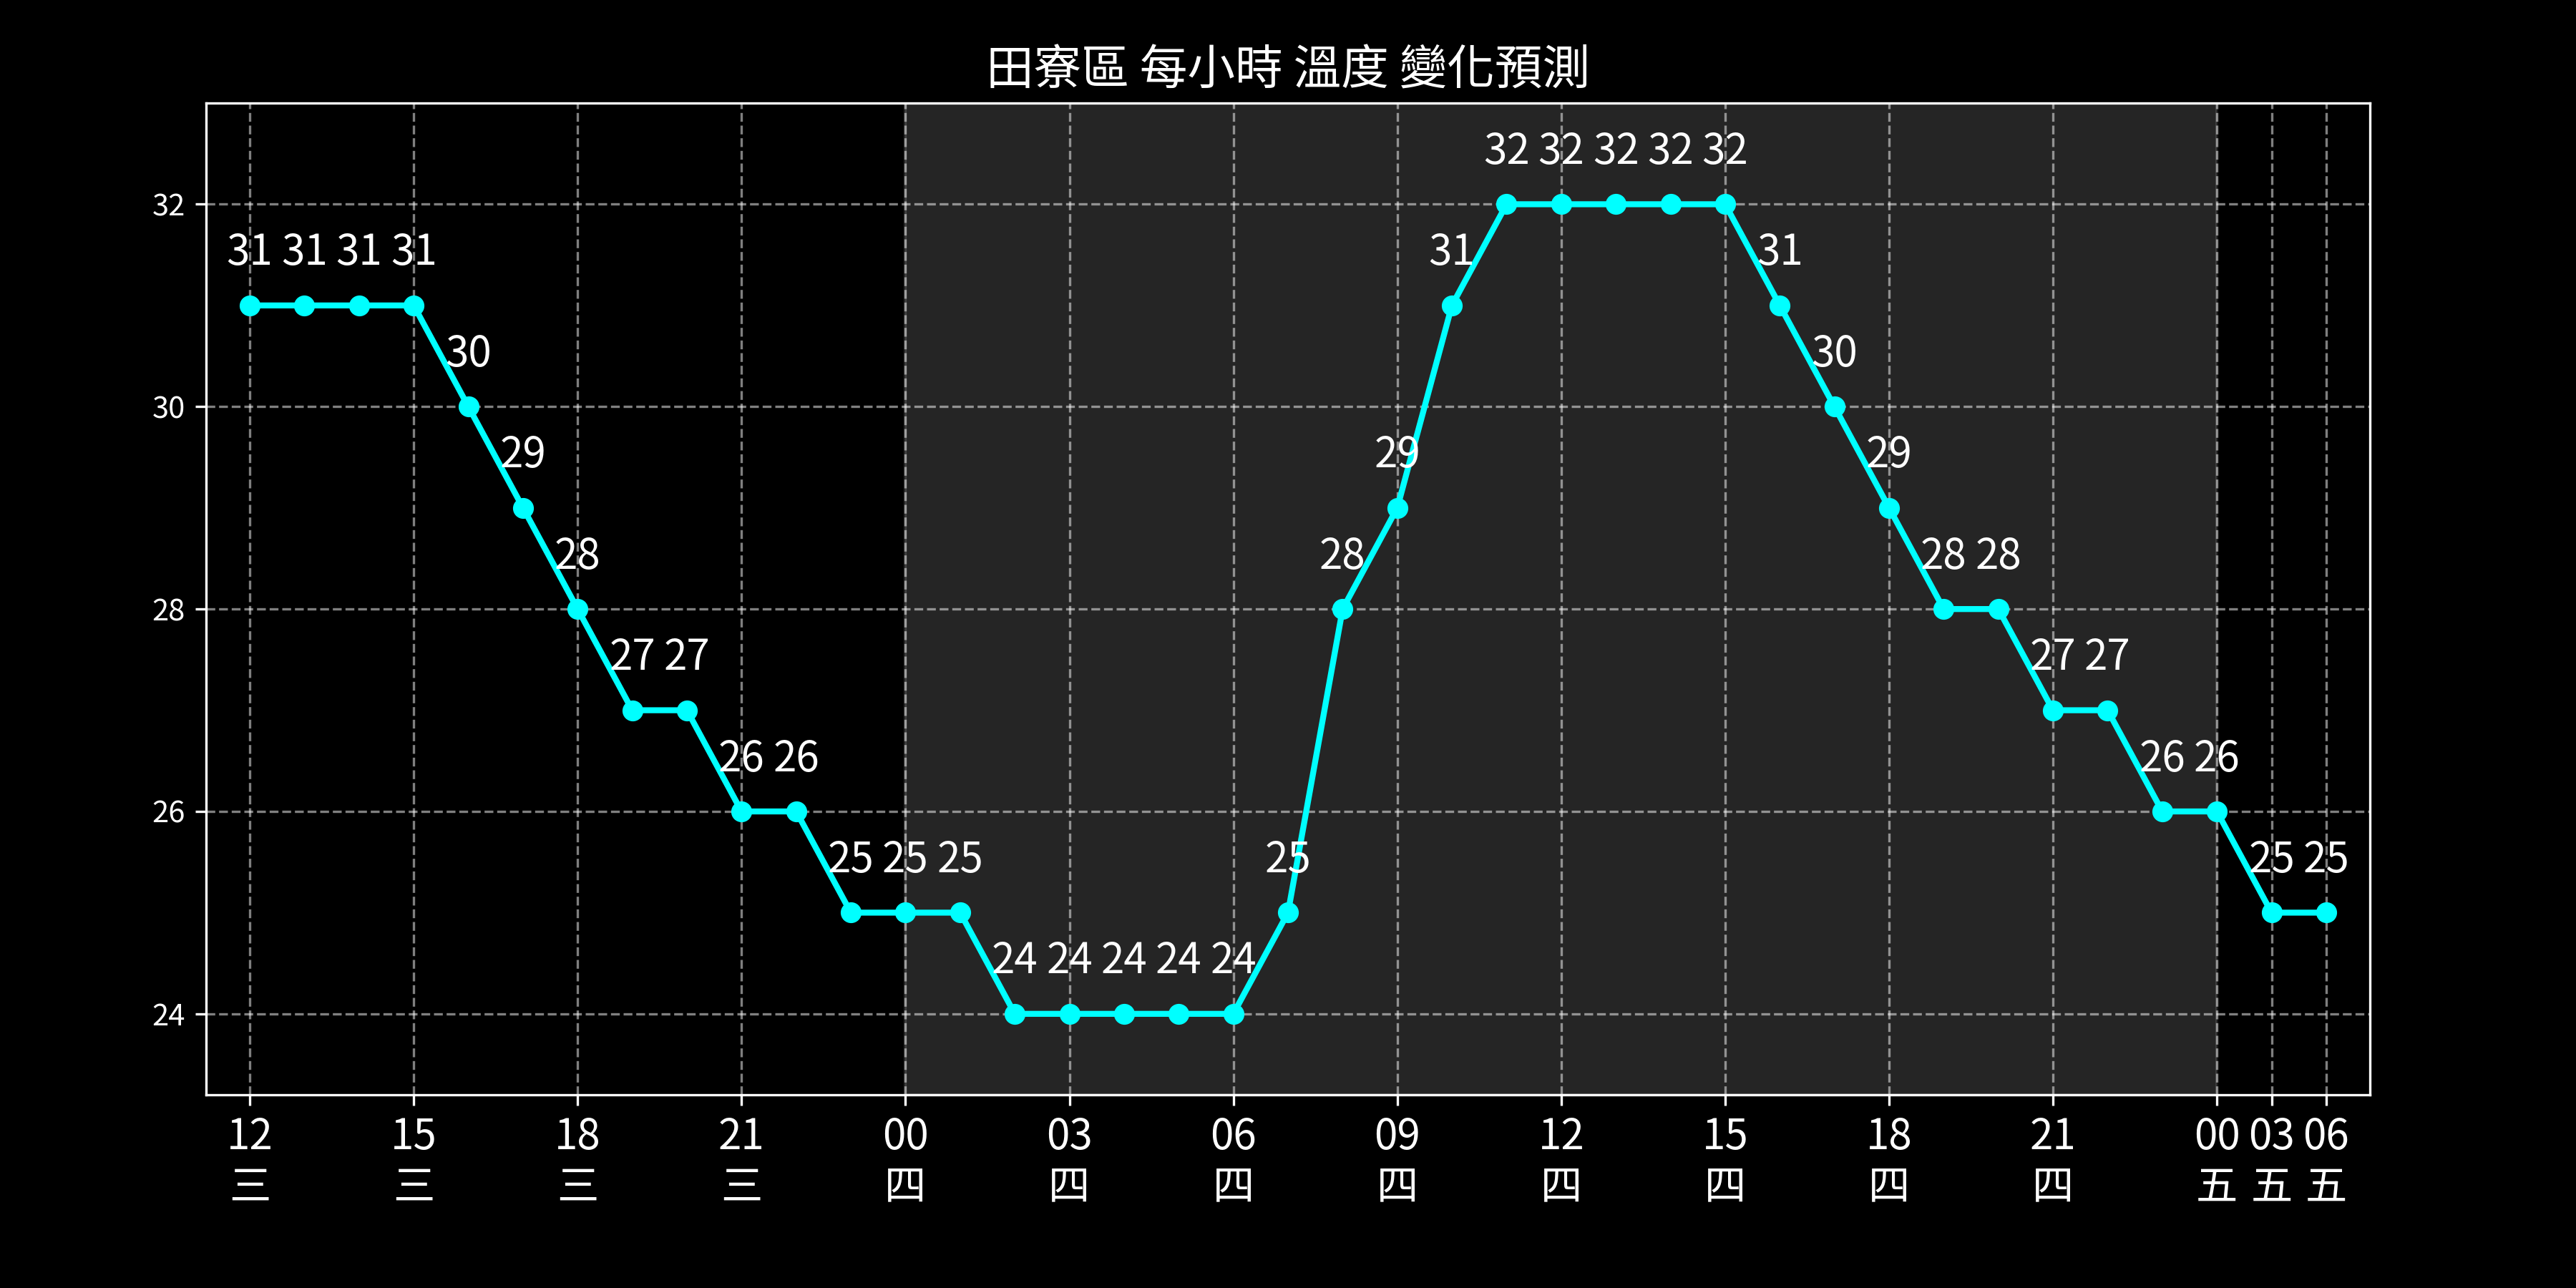 田寮區 每小時 溫度 變化預測
32 32 32 32 32
32
31 31 31 31 31 31
30 30
30
29 29 29
28 28 28 28
28
27 27 27 27
26 26 26 26
26
25 25 25 25 25 25
24 24 24 24 24
24
12 15 18 21 00 03 06 09 12 15 18 21 00 03 06
三 三 三 三 四 四 四 四 四 四 四 四 五 五 五